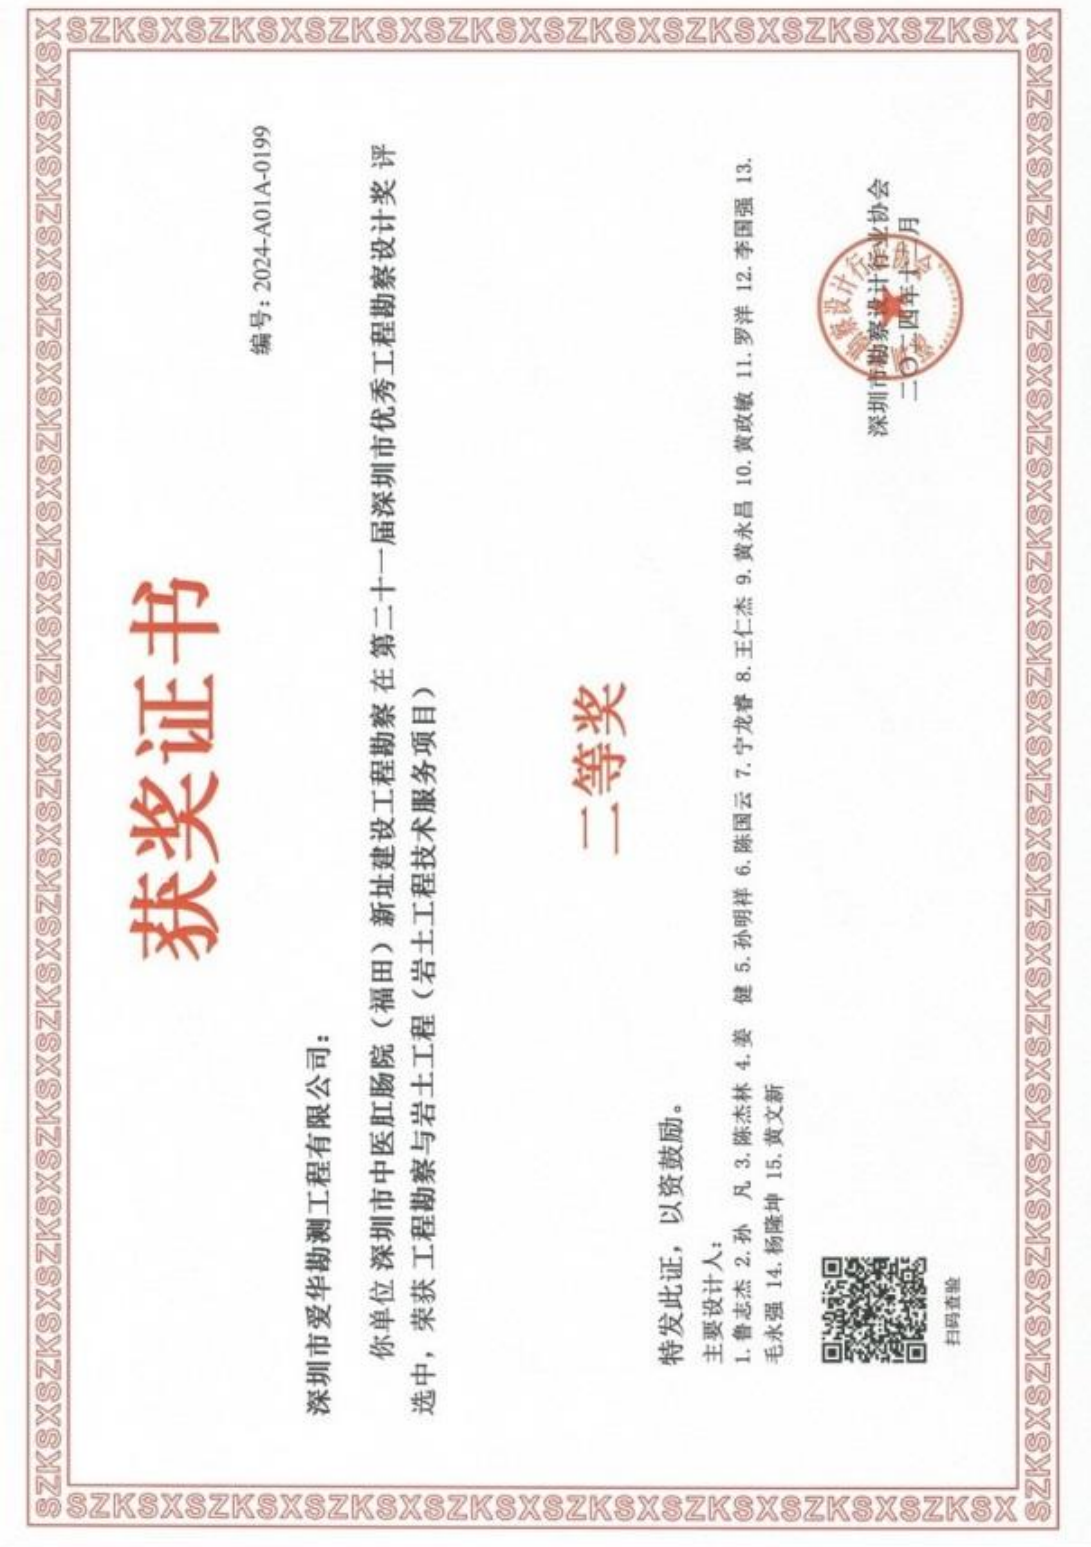 获奖证书
编号：2024-A01A-0199
深圳市爱华勘测工程有限公司：
你单位 深圳市中医肛肠院（福田）新址建设工程勘察 在 第二十一届深圳市优秀工程勘察设计奖 评
选中，荣获 工程勘察与岩土工程（岩土工程技术服务项目）
二等奖
特发此证，以资鼓励。
主要设计人：
1. 鲁志杰 2. 孙 凡 3. 陈杰林 4. 姜 健 5. 孙明祥 6. 陈国云 7. 宁龙睿 8. 王仁杰 9. 黄永昌 10. 黄政敏 11. 罗洋 12. 李国强 13.
毛永强 14. 杨隆坤 15. 黄文新
深圳市勘察设计行业协会
二〇二四年十一月
扫码查验
SZKSXSZKSXSZKSXSZKSXSZKSXSZKSXSZKSXSZKSXSZKSX